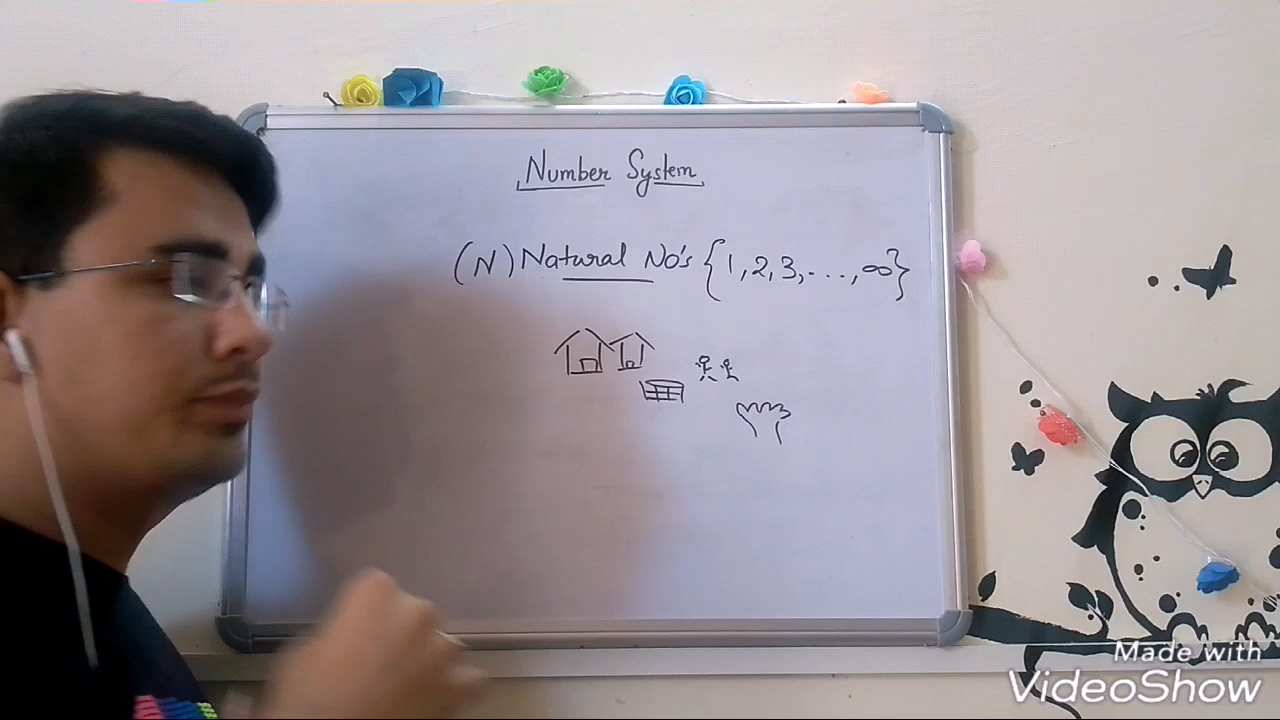 Number System
(N) Natural No's {1, 2, 3, ...., ∞}
Made with
VideoShow